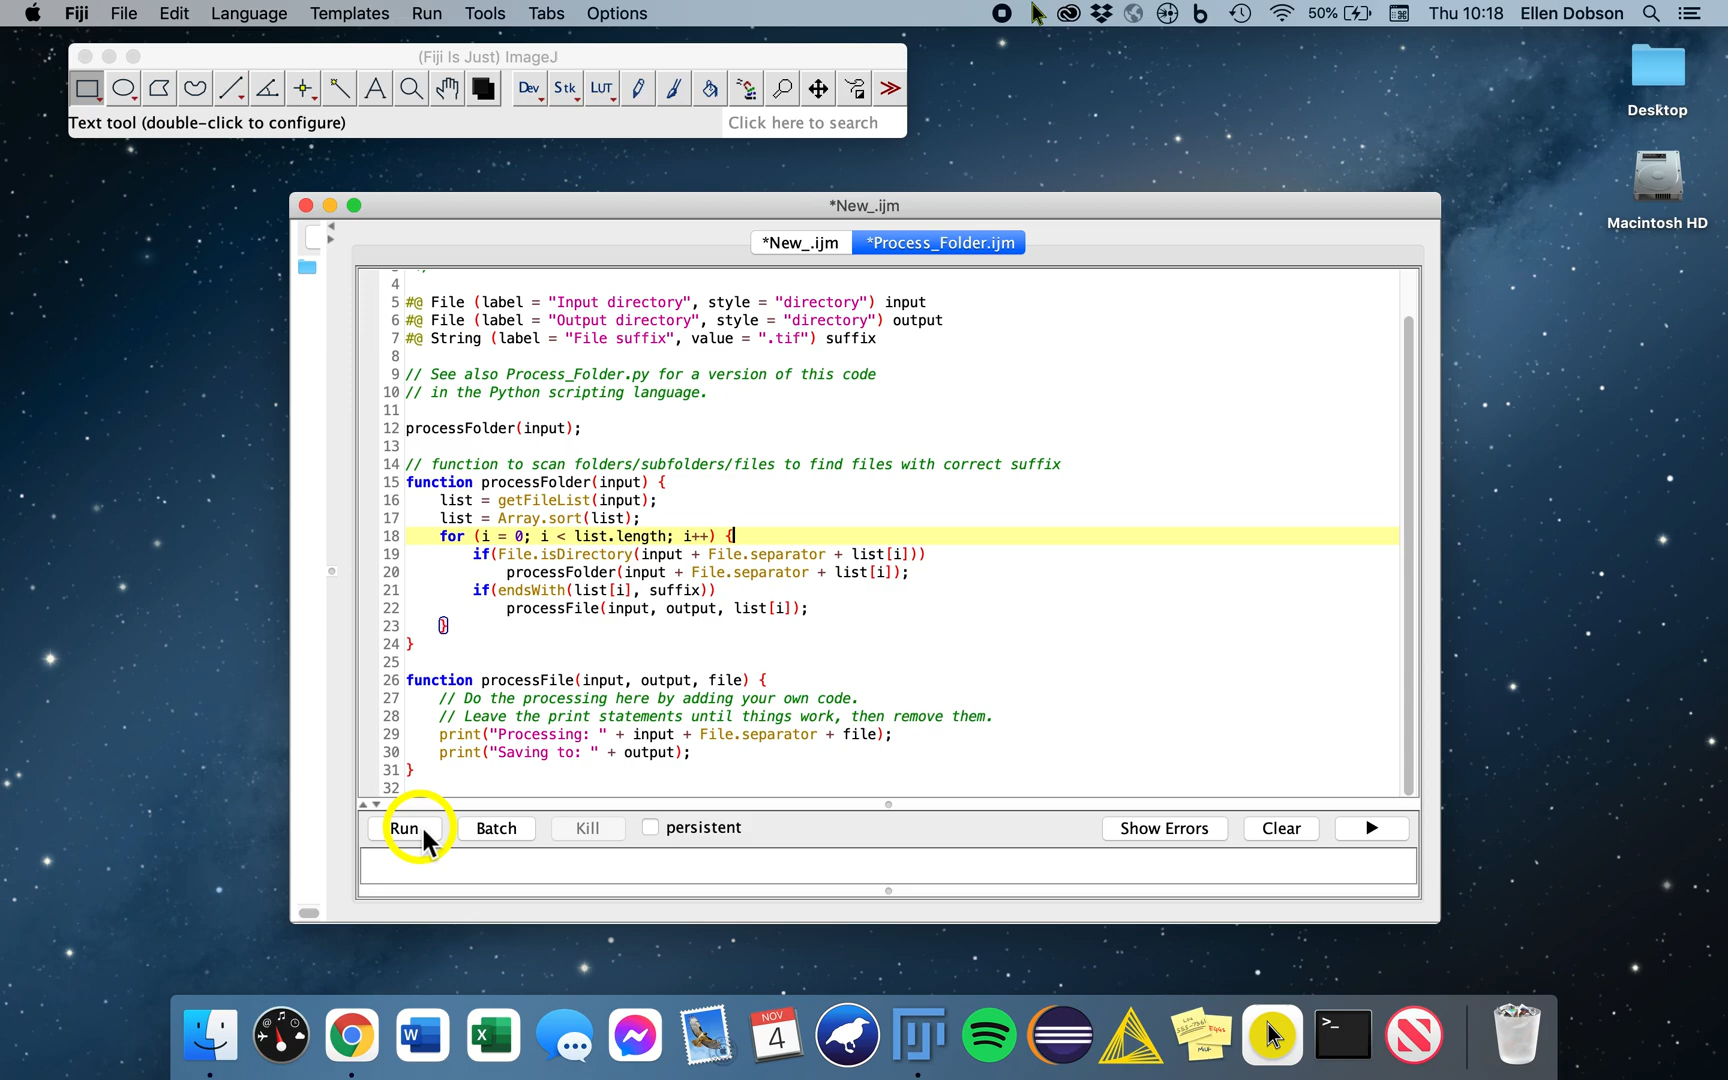 Fiji File Edit Language Templates Run Tools Tabs Options 50% Thu 10:18 Ellen Dobson
(Fiji Is Just) ImageJ
Dev Stk LUT
Text tool (double-click to configure) Click here to search
Desktop
Macintosh HD
*New_.ijm
*New_.ijm *Process_Folder.ijm
4
5 #@ File (label = "Input directory", style = "directory") input
6 #@ File (label = "Output directory", style = "directory") output
7 #@ String (label = "File suffix", value = ".tif") suffix
8
9 // See also Process_Folder.py for a version of this code
10 // in the Python scripting language.
11
12 processFolder(input);
13
14 // function to scan folders/subfolders/files to find files with correct suffix
15 function processFolder(input) {
16 list = getFileList(input);
17 list = Array.sort(list);
18 for (i = 0; i < list.length; i++) {
19 if(File.isDirectory(input + File.separator + list[i]))
20 processFolder(input + File.separator + list[i]);
21 if(endsWith(list[i], suffix))
22 processFile(input, output, list[i]);
23 }
24 }
25
26 function processFile(input, output, file) {
27 // Do the processing here by adding your own code.
28 // Leave the print statements until things work, then remove them.
29 print("Processing: " + input + File.separator + file);
30 print("Saving to: " + output);
31 }
32
Run Batch Kill persistent Show Errors Clear
NOV
4